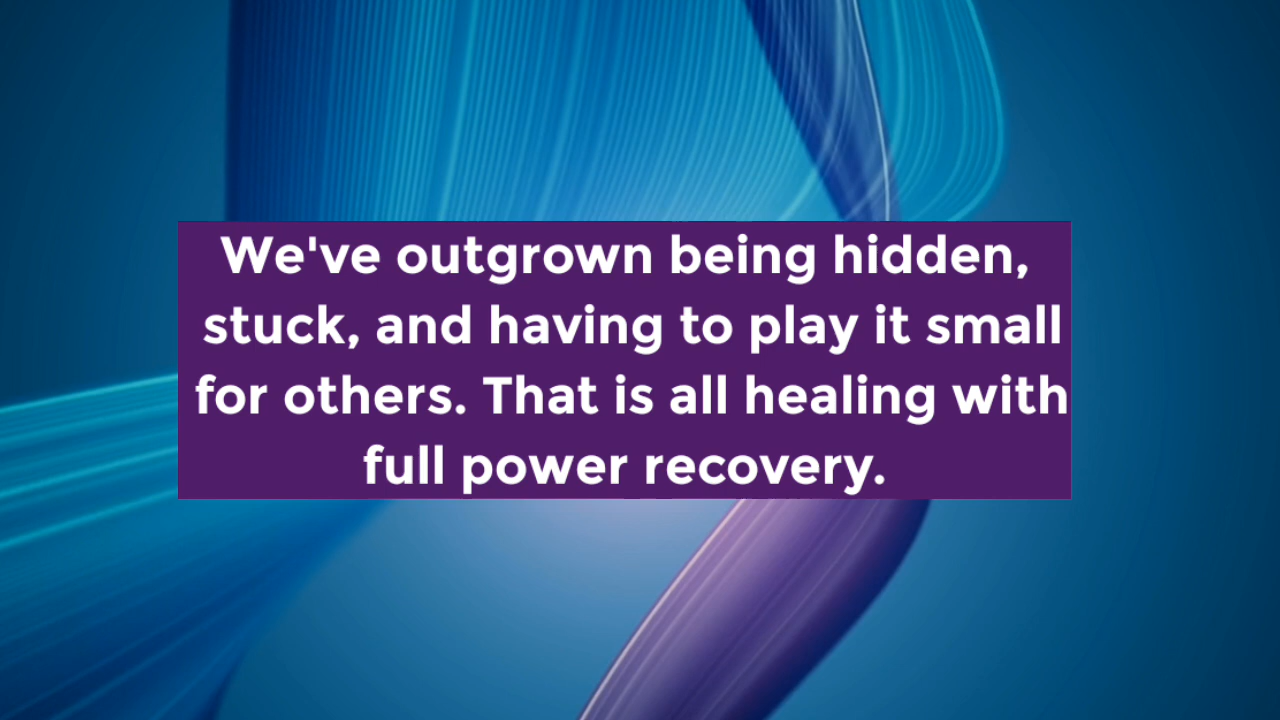 We've outgrown being hidden,
stuck, and having to play it small
for others. That is all healing with
full power recovery.